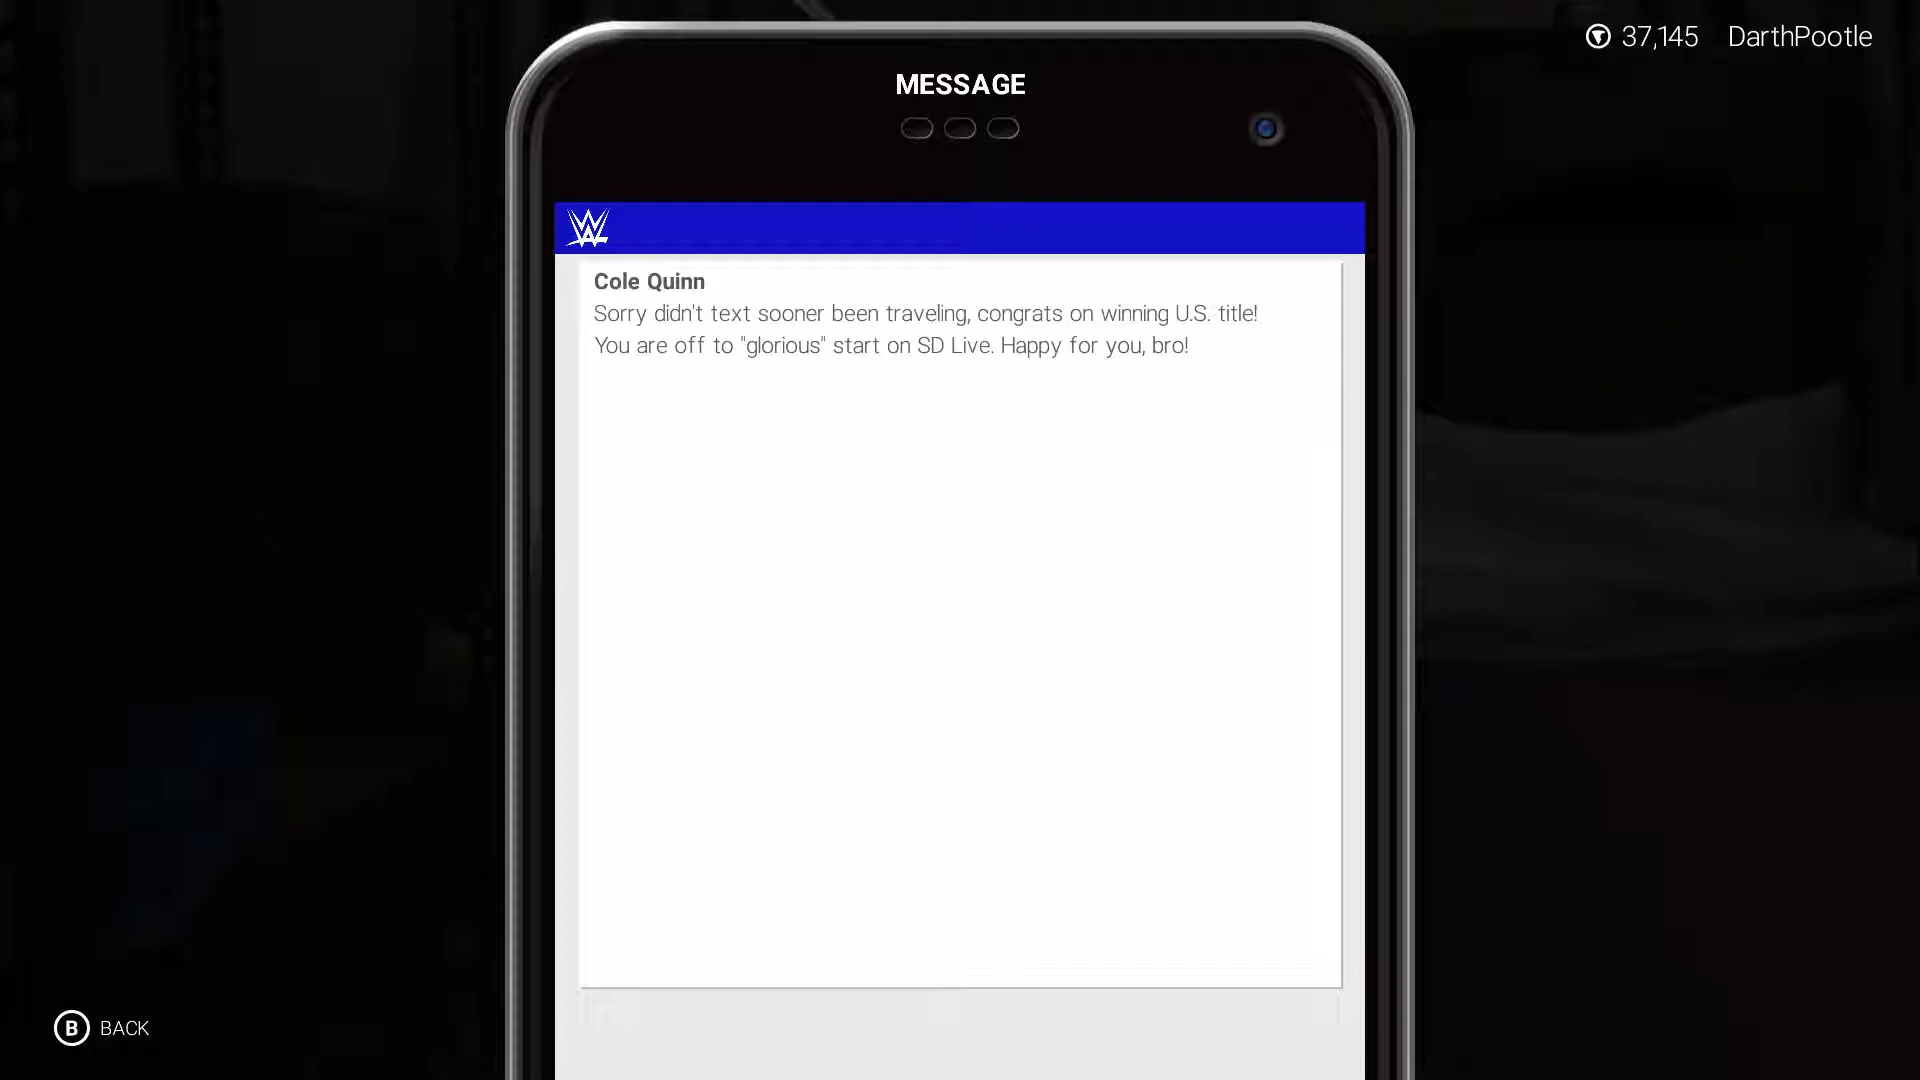 37,145 DarthPootle
MESSAGE
W
Cole Quinn
Sorry didn't text sooner been traveling, congrats on winning U.S. title!
You are off to "glorious" start on SD Live. Happy for you, bro!
B BACK